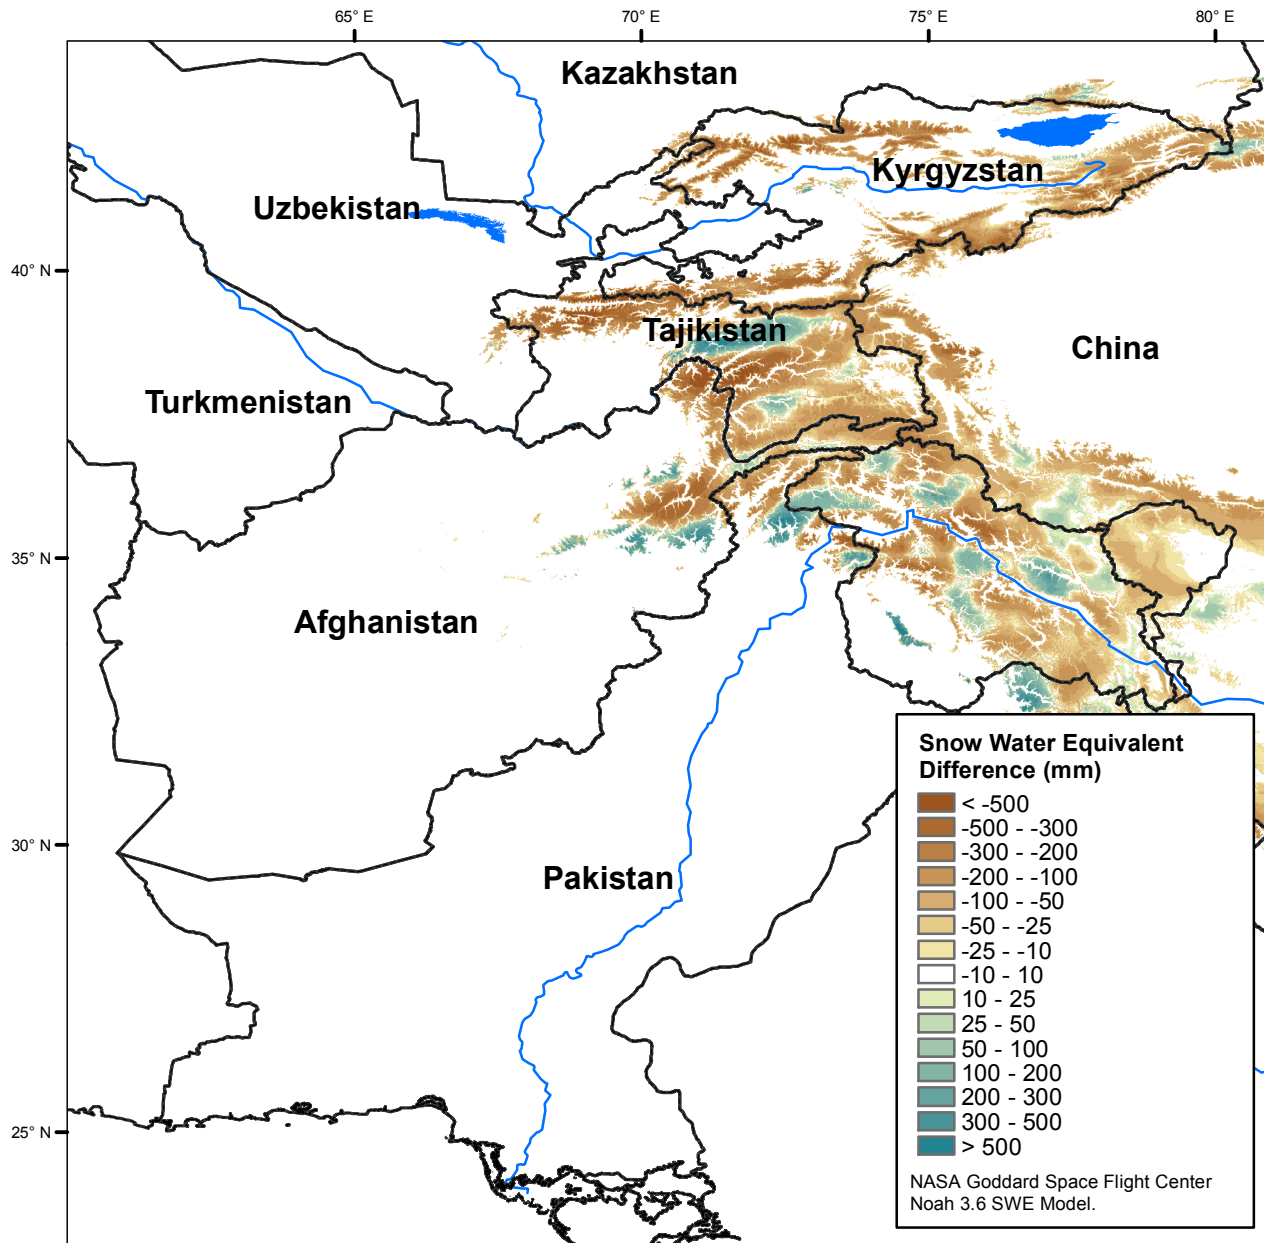 65° E
70° E
75° E
80° E
Kazakhstan
Kyrgyzstan
Uzbekistan
40° N
Tajikistan
China
Turkmenistan
35° N
Afghanistan
Snow Water Equivalent
Difference (mm)
< -500
-500 - -300
-300 - -200
-200 - -100
-100 - -50
-50 - -25
-25 - -10
-10 - 10
10 - 25
25 - 50
50 - 100
100 - 200
200 - 300
300 - 500
> 500
30° N
Pakistan
25° N
NASA Goddard Space Flight Center
Noah 3.6 SWE Model.